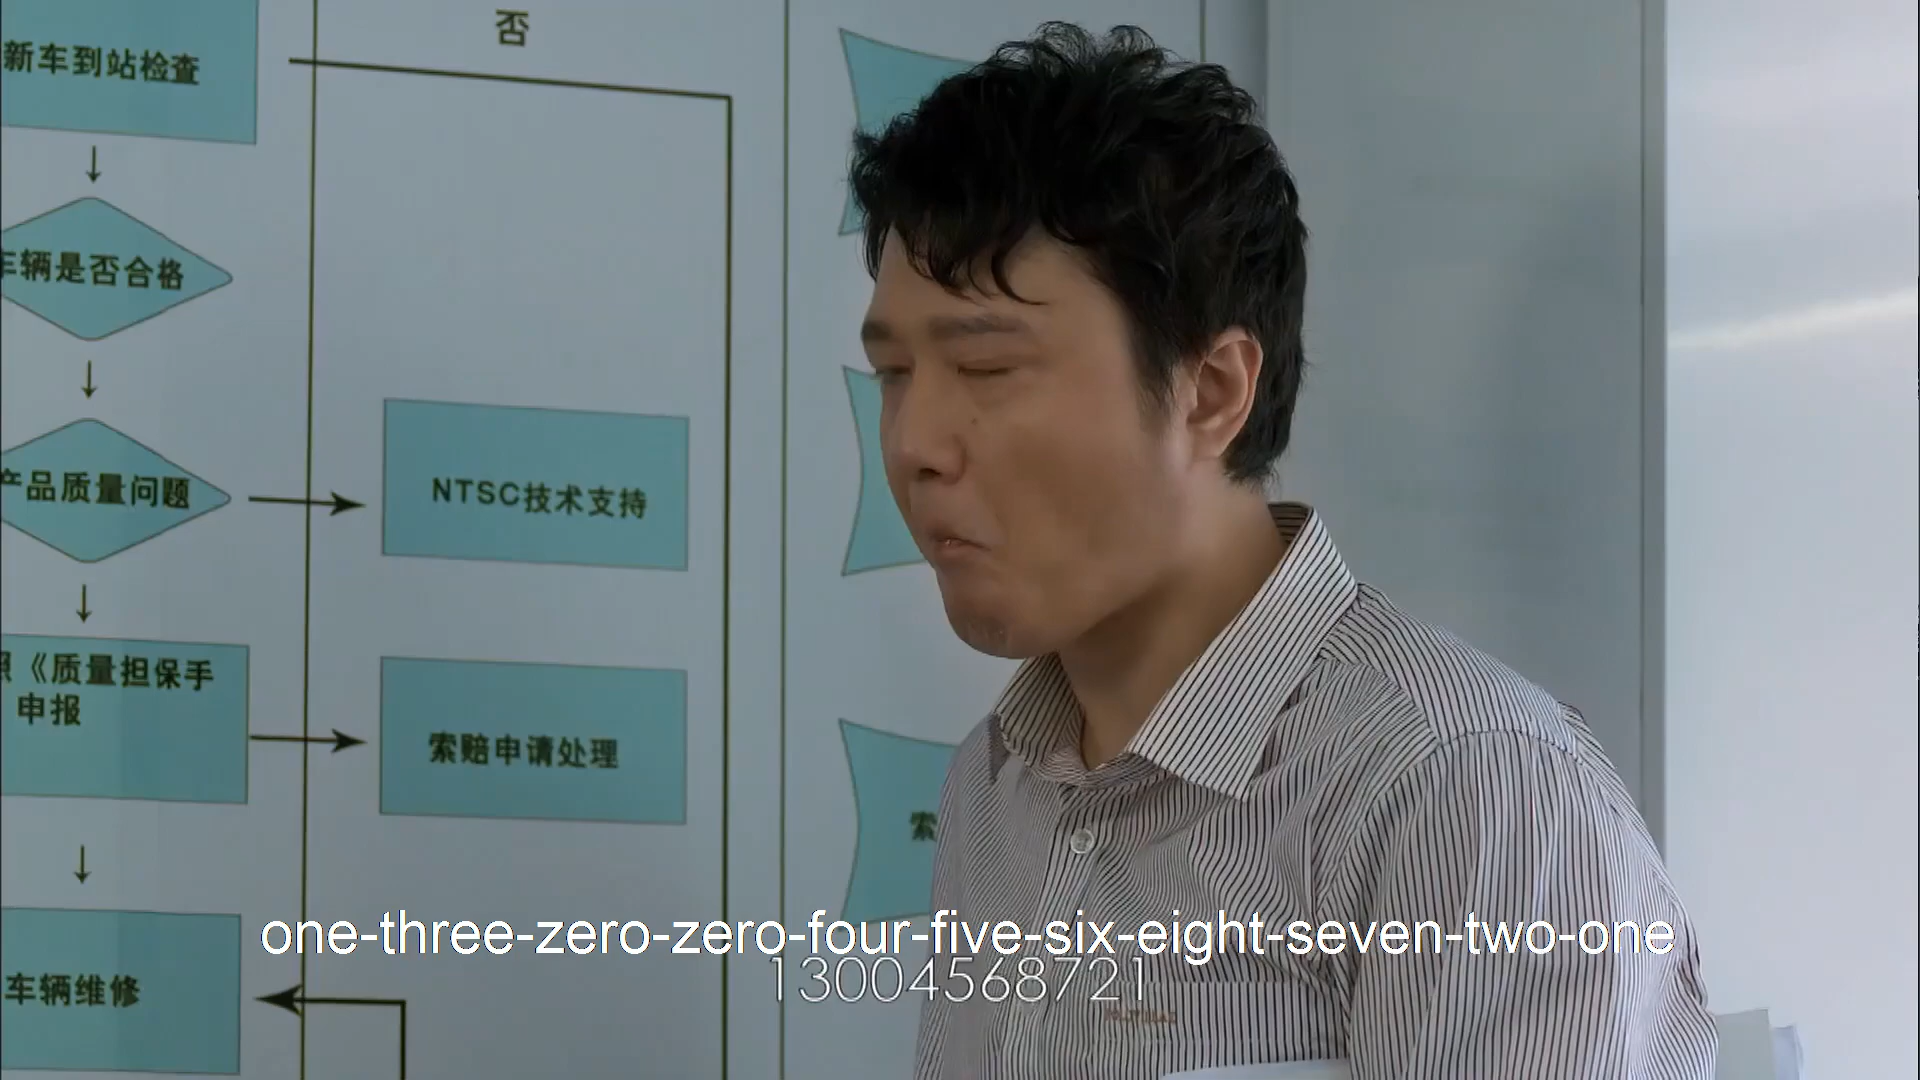 否
新车到站检查
车辆是否合格
产品质量问题
NTSC技术支持
照《质量担保手
申报
索赔申请处理
索
车辆维修
one-three-zero-zero-four-five-six-eight-seven-two-one
13004568721